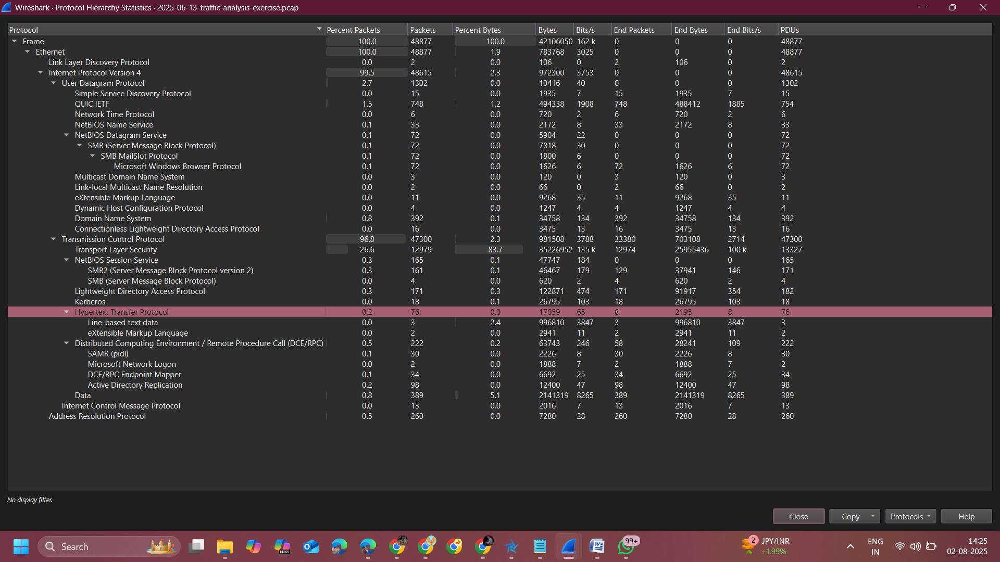 Wireshark · Protocol Hierarchy Statistics · 2025-06-13-traffic-analysis-exercise.pcap
Protocol Percent Packets Packets Percent Bytes Bytes Bits/s End Packets End Bytes End Bits/s PDUs
Frame 100.0 48877 100.0 42106050 162 k 0 0 0 48877
Ethernet 100.0 48877 1.9 783768 3025 0 0 0 48877
Link Layer Discovery Protocol 0.0 2 0.0 106 0 2 106 0 2
Internet Protocol Version 4 99.5 48615 2.3 972300 3753 0 0 0 48615
User Datagram Protocol 2.7 1302 0.0 10416 40 0 0 0 1302
Simple Service Discovery Protocol 0.0 15 0.0 1935 7 15 1935 7 15
QUIC IETF 1.5 748 1.2 494338 1908 748 488412 1885 754
Network Time Protocol 0.0 6 0.0 720 2 6 720 2 6
NetBIOS Name Service 0.1 33 0.0 2172 8 33 2172 8 33
NetBIOS Datagram Service 0.1 72 0.0 5904 22 0 0 0 72
SMB (Server Message Block Protocol) 0.1 72 0.0 7818 30 0 0 0 72
SMB MailSlot Protocol 0.1 72 0.0 1800 6 0 0 0 72
Microsoft Windows Browser Protocol 0.1 72 0.0 1626 6 72 1626 6 72
Multicast Domain Name System 0.0 3 0.0 120 0 3 120 0 3
Link-local Multicast Name Resolution 0.0 2 0.0 66 0 2 66 0 2
eXtensible Markup Language 0.0 11 0.0 9268 35 11 9268 35 11
Dynamic Host Configuration Protocol 0.0 4 0.0 1247 4 4 1247 4 4
Domain Name System 0.8 392 0.1 34758 134 392 34758 134 392
Connectionless Lightweight Directory Access Protocol 0.0 16 0.0 3475 13 16 3475 13 16
Transmission Control Protocol 96.8 47300 2.3 981508 3788 33380 703108 2714 47300
Transport Layer Security 26.6 12979 83.7 35226952 135 k 12974 25955436 100 k 13327
NetBIOS Session Service 0.3 165 0.1 47747 184 0 0 0 165
SMB2 (Server Message Block Protocol version 2) 0.3 161 0.1 46467 179 129 37941 146 171
SMB (Server Message Block Protocol) 0.0 4 0.0 620 2 4 620 2 4
Lightweight Directory Access Protocol 0.3 171 0.3 122871 474 171 91917 354 182
Kerberos 0.0 18 0.1 26795 103 18 26795 103 18
Hypertext Transfer Protocol 0.2 76 0.0 17059 65 8 2195 8 76
Line-based text data 0.0 3 2.4 996810 3847 3 996810 3847 3
eXtensible Markup Language 0.0 2 0.0 2941 11 2 2941 11 2
Distributed Computing Environment / Remote Procedure Call (DCE/RPC) 0.5 222 0.2 63743 246 58 28241 109 222
SAMR (pidl) 0.1 30 0.0 2226 8 30 2226 8 30
Microsoft Network Logon 0.0 2 0.0 1888 7 2 1888 7 2
DCE/RPC Endpoint Mapper 0.1 34 0.0 6692 25 34 6692 25 34
Active Directory Replication 0.2 98 0.0 12400 47 98 12400 47 98
Data 0.8 389 5.1 2141319 8265 389 2141319 8265 389
Internet Control Message Protocol 0.0 13 0.0 2016 7 13 2016 7 13
Address Resolution Protocol 0.5 260 0.0 7280 28 260 7280 28 260
No display filter.
Close Copy Protocols Help
Search M365 99+ 2 JPY/INR +1.99% ENG IN 14:25 02-08-2025